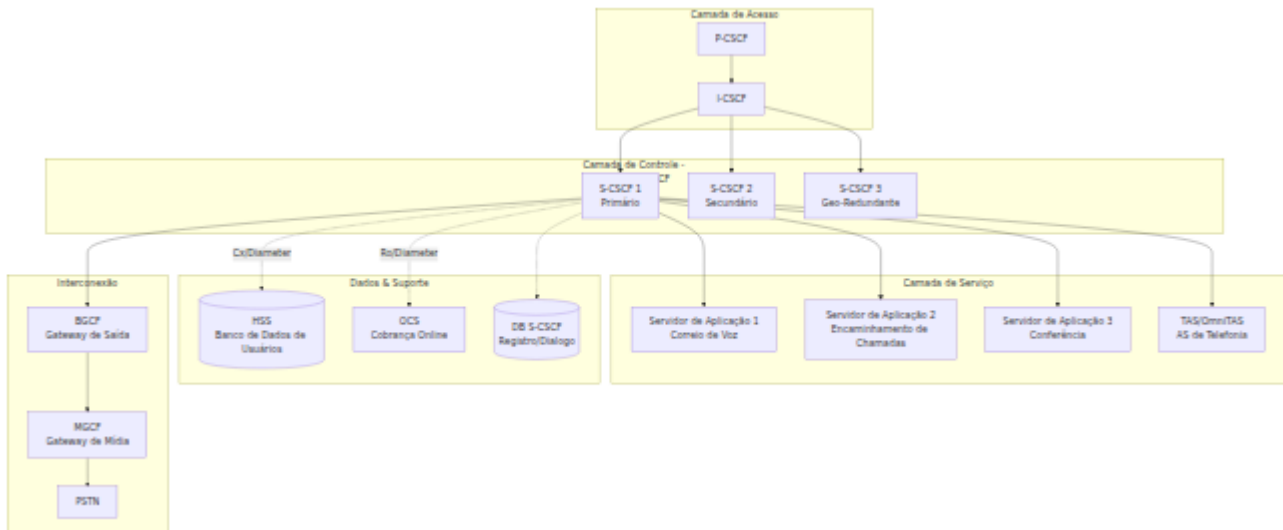 Camada de Acesso
P-CSCF
I-CSCF
Camada de Controle -
CF
S-CSCF 1
Primário
S-CSCF 2
Secundário
S-CSCF 3
Geo-Redundante
Cx/Diameter
Ro/Diameter
Interconexão
BGCF
Gateway de Saída
MGCF
Gateway de Mídia
PSTN
Dados & Suporte
HSS
Banco de Dados de
Usuários
OCS
Cobrança Online
DB S-CSCF
Registro/Dialogo
Camada de Serviço
Servidor de Aplicação 1
Correio de Voz
Servidor de Aplicação 2
Encaminhamento de
Chamadas
Servidor de Aplicação 3
Conferência
TAS/OmniTAS
AS de Telefonia